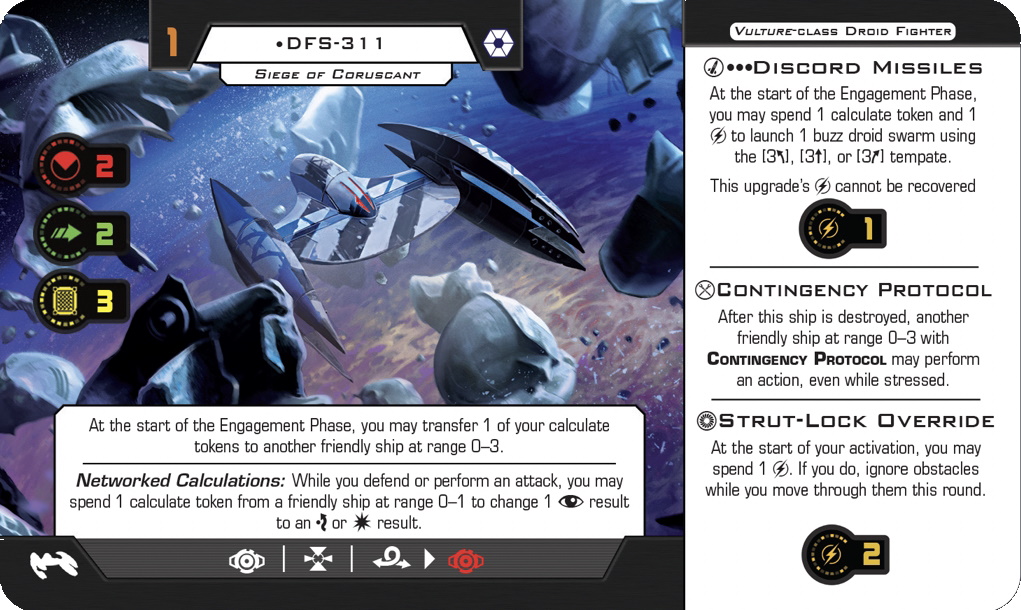 1
•DFS-311
Siege of Coruscant
2
2
3
At the start of the Engagement Phase, you may transfer 1 of your calculate
tokens to another friendly ship at range 0–3.
Networked Calculations: While you defend or perform an attack, you may
spend 1 calculate token from a friendly ship at range 0–1 to change 1 result
to an or result.
Vulture-class Droid Fighter
•••Discord Missiles
At the start of the Engagement Phase,
you may spend 1 calculate token and 1
to launch 1 buzz droid swarm using
the [3↰], [3↑], or [3↱] tempate.
This upgrade's cannot be recovered
1
Contingency Protocol
After this ship is destroyed, another
friendly ship at range 0–3 with
Contingency Protocol may perform
an action, even while stressed.
Strut-Lock Override
At the start of your activation, you may
spend 1 . If you do, ignore obstacles
while you move through them this round.
2